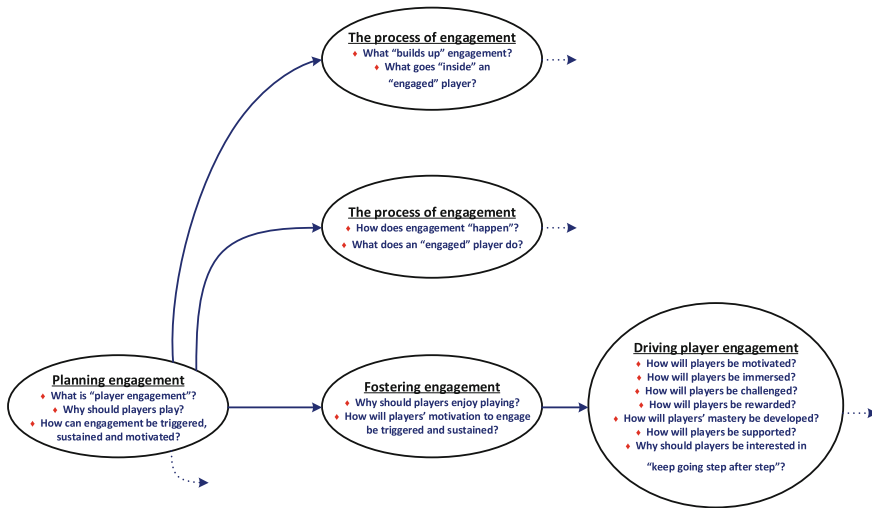 The process of engagement
♦ What “builds up” engagement?
♦ What goes “inside” an
“engaged” player?
The process of engagement
♦ How does engagement “happen”?
♦ What does an “engaged” player do?
Planning engagement
♦ What is “player engagement”?
♦ Why should players play?
♦ How can engagement be triggered,
sustained and motivated?
Fostering engagement
♦ Why should players enjoy playing?
♦ How will players’ motivation to engage
be triggered and sustained?
Driving player engagement
♦ How will players be motivated?
♦ How will players be immersed?
♦ How will players be challenged?
♦ How will players be rewarded?
♦ How will players’ mastery be developed?
♦ How will players be supported?
♦ Why should players be interested in
“keep going step after step”?